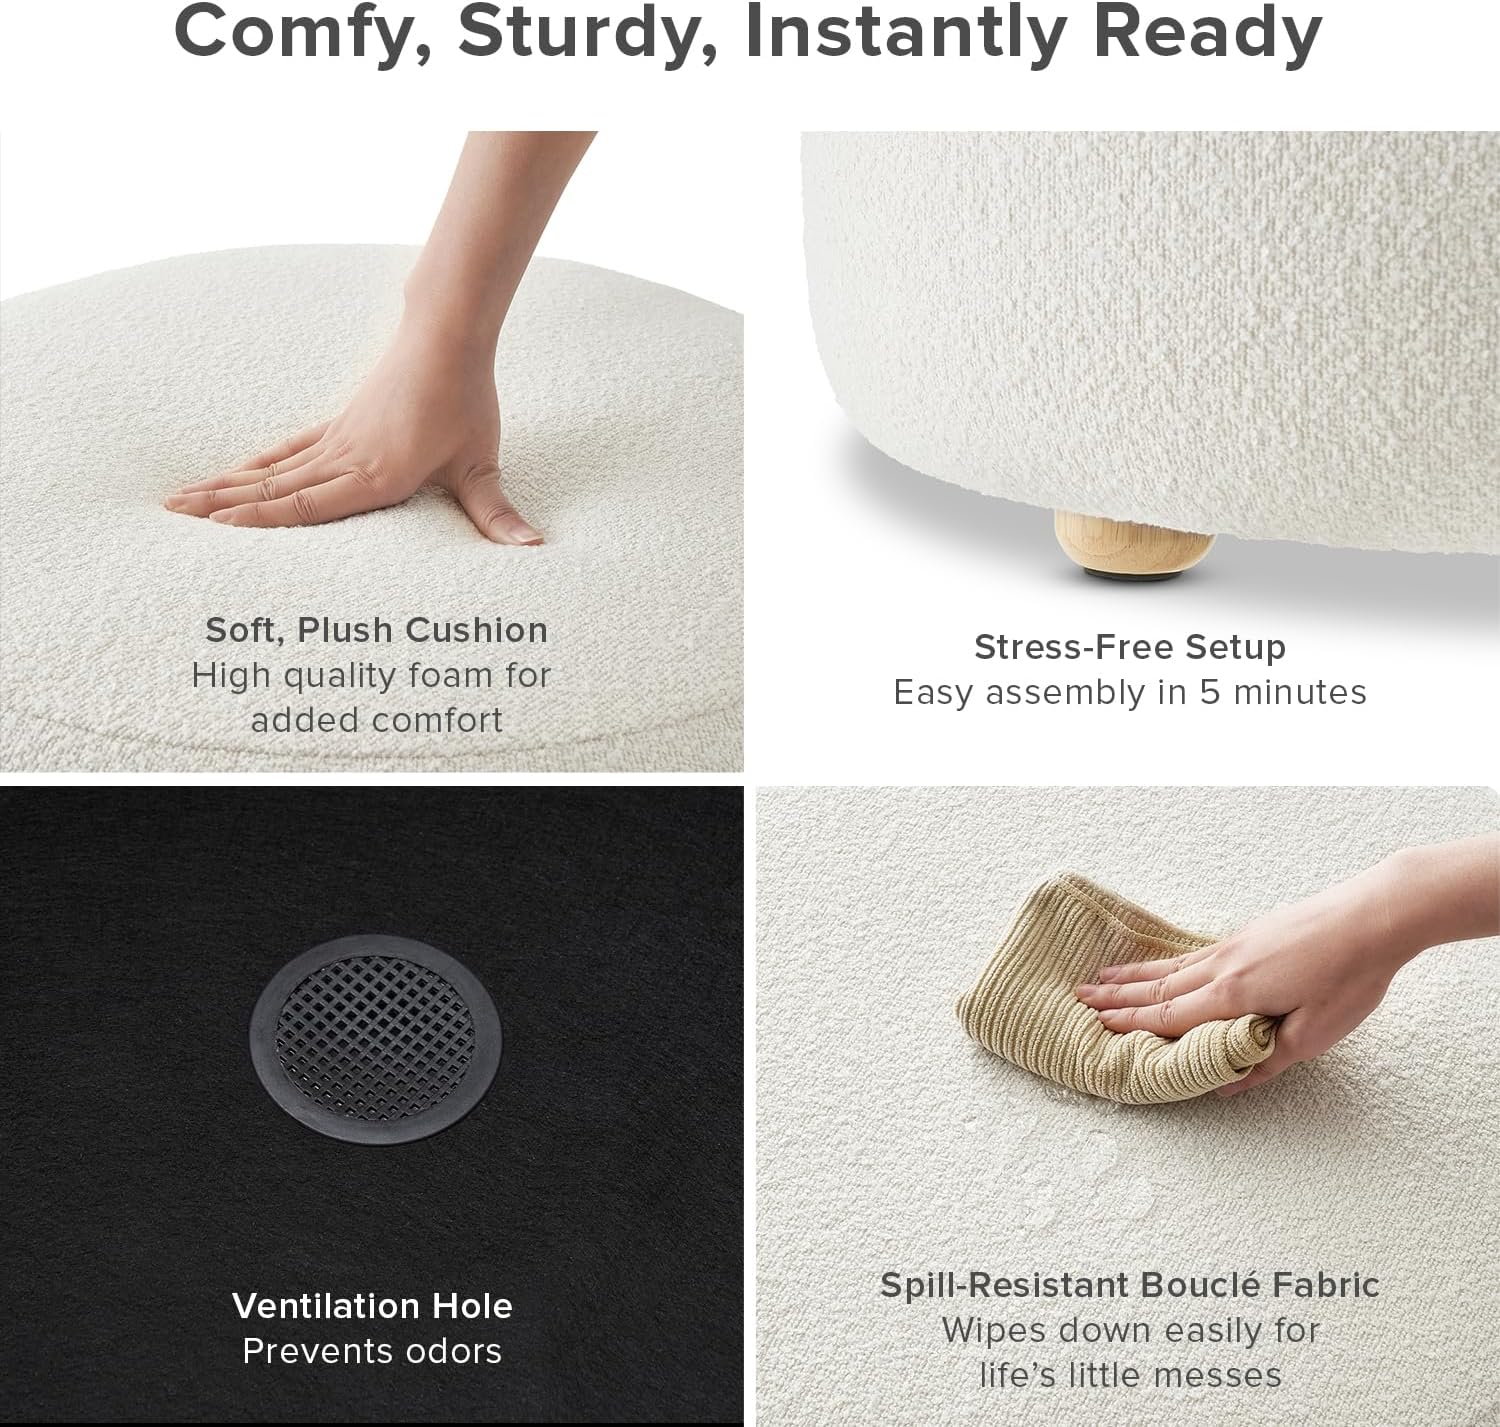 Comfy, Sturdy, Instantly Ready
Soft, Plush Cushion
High quality foam for
added comfort
Stress-Free Setup
Easy assembly in 5 minutes
Ventilation Hole
Prevents odors
Spill-Resistant Bouclé Fabric
Wipes down easily for
life’s little messes